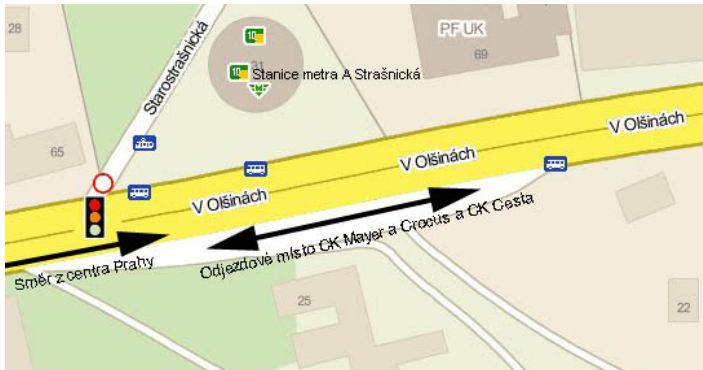 28
10
PF UK
69
31
10
Stanice metra A Strašnická
Starostrašnická
65
V Olšinách
V Olšinách
V Olšinách
Odjezdové místo CK Mayer a Crocus a CK Cesta
Směr z centra Prahy
25
22